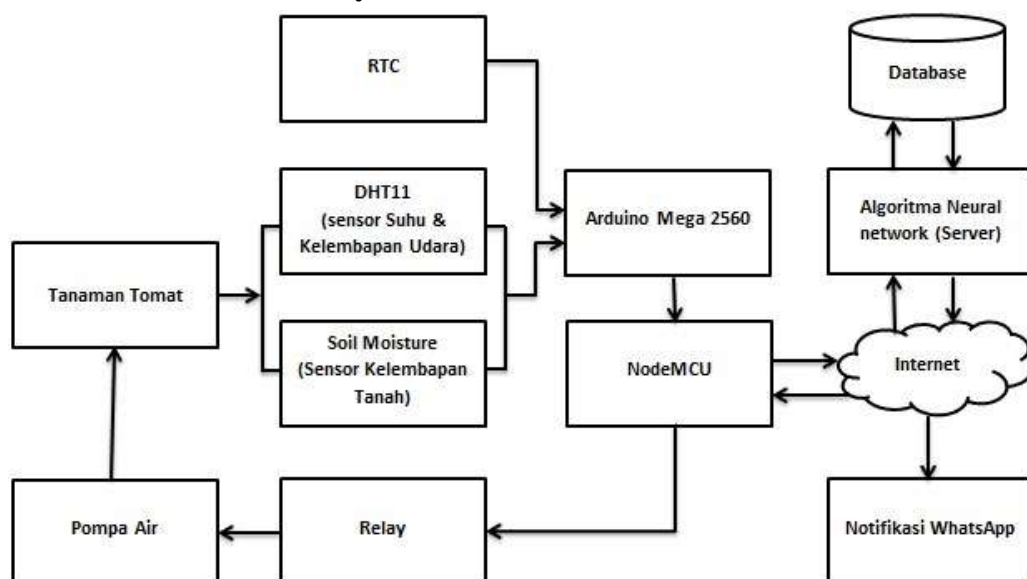 RTC
Database
DHT11
(sensor Suhu &
Kelembapan Udara)
Arduino Mega 2560
Algoritma Neural
network (Server)
Tanaman Tomat
Soil Moisture
(Sensor Kelembapan
Tanah)
NodeMCU
Internet
Pompa Air
Relay
Notifikasi WhatsApp